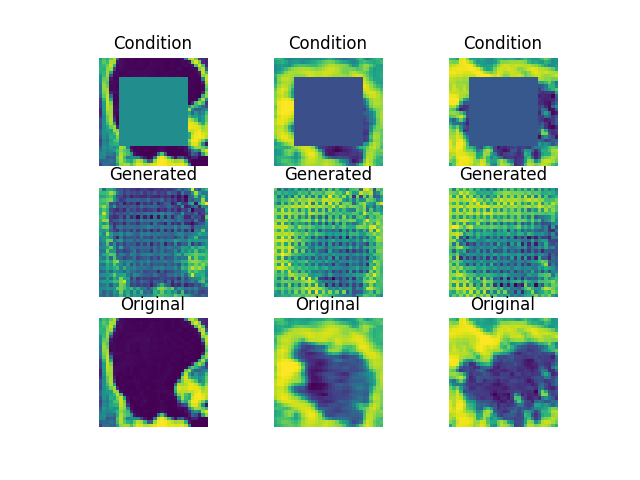 Condition Condition Condition
Generated Generated Generated
Original Original Original